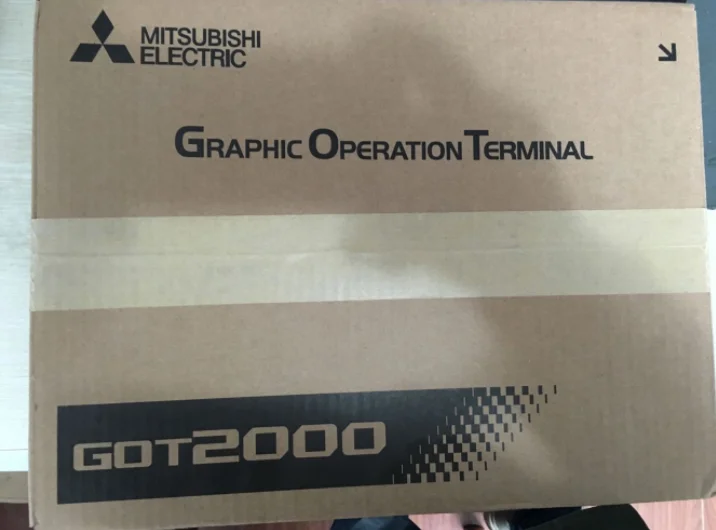 MITSUBISHI
ELECTRIC
GRAPHIC OPERATION TERMINAL
GOT2000